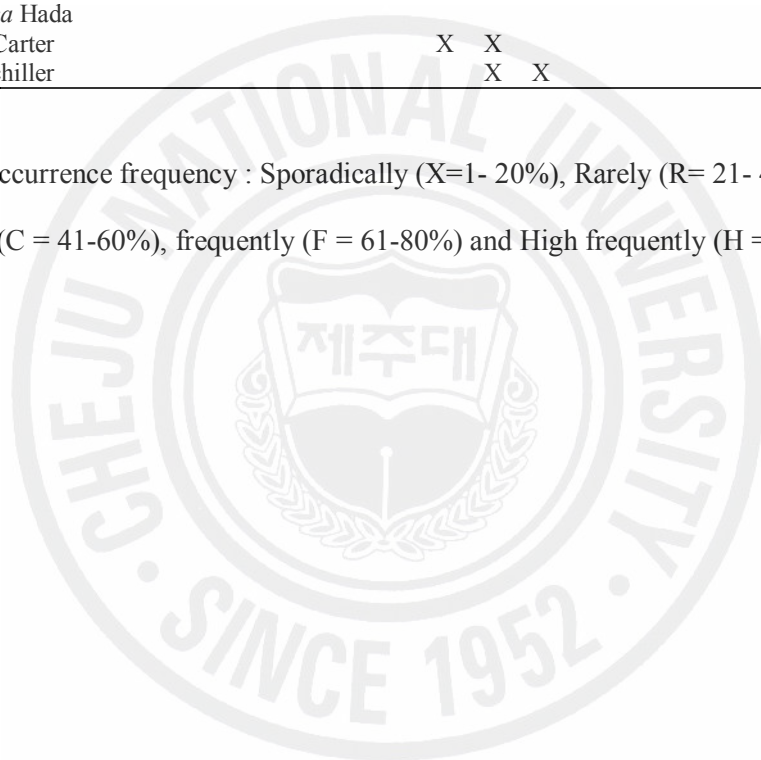 a Hada
Carter X X
hiller X X
ccurrence frequency : Sporadically (X=1- 20%), Rarely (R= 21-
(C = 41-60%), frequently (F = 61-80%) and High frequently (H =
CHEJU NATIONAL UNIVERSITY
제주대
SINCE 1952